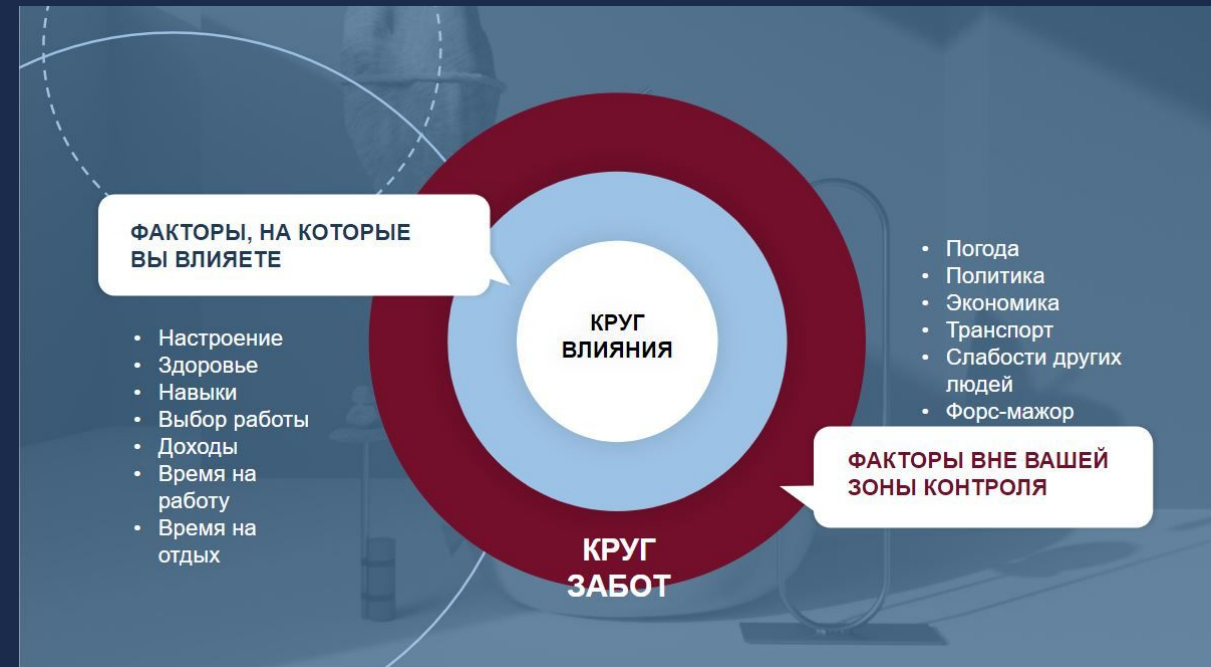 ФАКТОРЫ, НА КОТОРЫЕ
ВЫ ВЛИЯЕТЕ
• Настроение
• Здоровье
• Навыки
• Выбор работы
• Доходы
• Время на
работу
• Время на
отдых
КРУГ
ВЛИЯНИЯ
КРУГ
ЗАБОТ
• Погода
• Политика
• Экономика
• Транспорт
• Слабости других
людей
• Форс-мажор
ФАКТОРЫ ВНЕ ВАШЕЙ
ЗОНЫ КОНТРОЛЯ